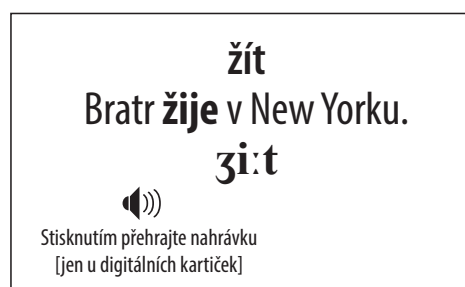 žít
Bratr žije v New Yorku.
ʒiːt
Stisknutím přehrajte nahrávku
[jen u digitálních kartiček]